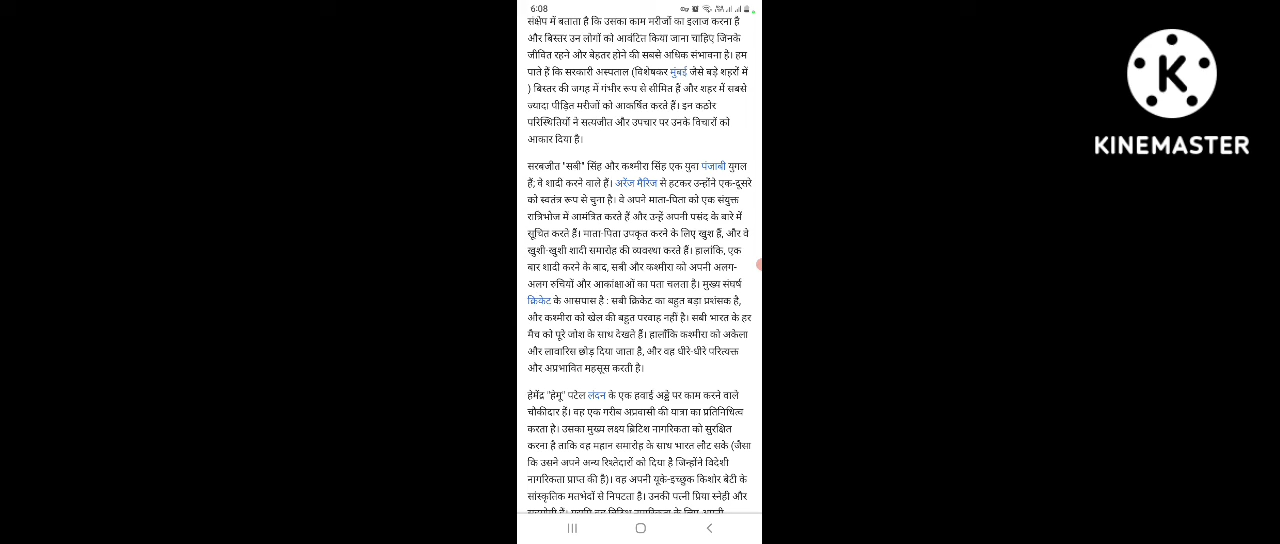 6:08
संक्षेप में बताता है कि उसका काम मरीजों का इलाज करना है
और बिस्तर उन लोगों को आवंटित किया जाना चाहिए जिनके
जीवित रहने और बेहतर होने की सबसे अधिक संभावना है। हम
पाते हैं कि सरकारी अस्पताल (विशेषकर मुंबई जैसे बड़े शहरों में
) बिस्तर की जगह में गंभीर रूप से सीमित हैं और शहर में सबसे
ज्यादा पीड़ित मरीजों को आकर्षित करते हैं। इन कठोर
परिस्थितियों ने सत्यजीत और उपचार पर उनके विचारों को
आकार दिया है।
सरबजीत "सबी" सिंह और कश्मीरा सिंह एक युवा पंजाबी युगल
हैं; वे शादी करने वाले हैं। अरेंज मैरिज से हटकर उन्होंने एक-दूसरे
को स्वतंत्र रूप से चुना है। वे अपने माता-पिता को एक संयुक्त
रात्रिभोज में आमंत्रित करते हैं और उन्हें अपनी पसंद के बारे में
सूचित करते हैं। माता-पिता उपकृत करने के लिए खुश हैं, और वे
खुशी-खुशी शादी समारोह की व्यवस्था करते हैं। हालांकि, एक
बार शादी करने के बाद, सबी और कश्मीरा को अपनी अलग-
अलग रुचियों और आकांक्षाओं का पता चलता है। मुख्य संघर्ष
क्रिकेट के आसपास है : सबी क्रिकेट का बहुत बड़ा प्रशंसक है,
और कश्मीरा को खेल की बहुत परवाह नहीं है। सबी भारत के हर
मैच को पूरे जोश के साथ देखते हैं। हालाँकि कश्मीरा को अकेला
और लावारिस छोड़ दिया जाता है, और वह धीरे-धीरे परित्यक्त
और अप्रभावित महसूस करती है।
हेमेंद्र "हेमू" पटेल लंदन के एक हवाई अड्डे पर काम करने वाले
चौकीदार हैं। वह एक गरीब अप्रवासी की यात्रा का प्रतिनिधित्व
करता है। उसका मुख्य लक्ष्य ब्रिटिश नागरिकता को सुरक्षित
करना है ताकि वह महान समारोह के साथ भारत लौट सके (जैसा
कि उसने अपने अन्य रिश्तेदारों को दिया है जिन्होंने विदेशी
नागरिकता प्राप्त की है)। वह अपनी यूके-इच्छुक किशोर बेटी के
सांस्कृतिक मतभेदों से निपटता है। उनकी पत्नी प्रिया स्नेही और
KINEMASTER